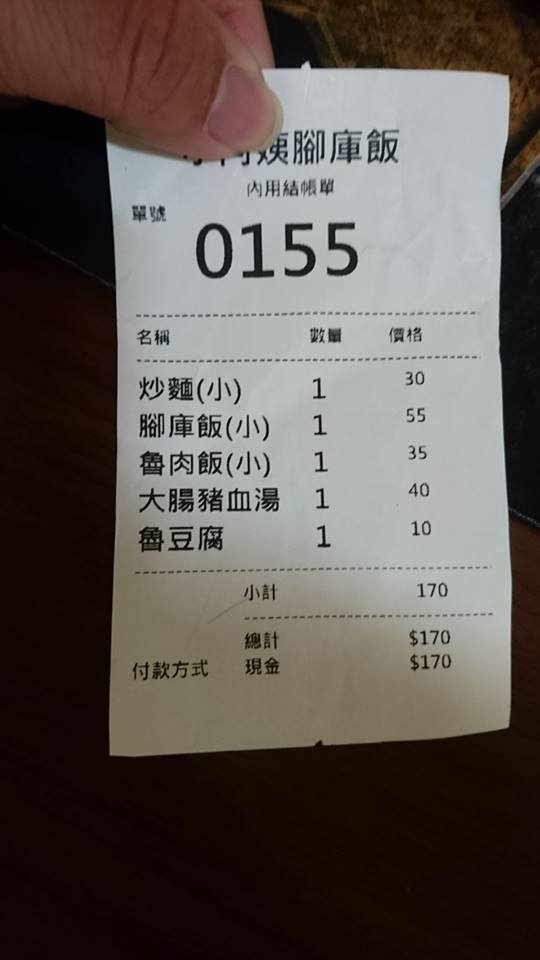 姨腳庫飯
內用結帳單
單號
0155
名稱 數量 價格
炒麵(小) 1 30
腳庫飯(小) 1 55
魯肉飯(小) 1 35
大腸豬血湯 1 40
魯豆腐 1 10
小計 170
總計 $170
付款方式 現金 $170